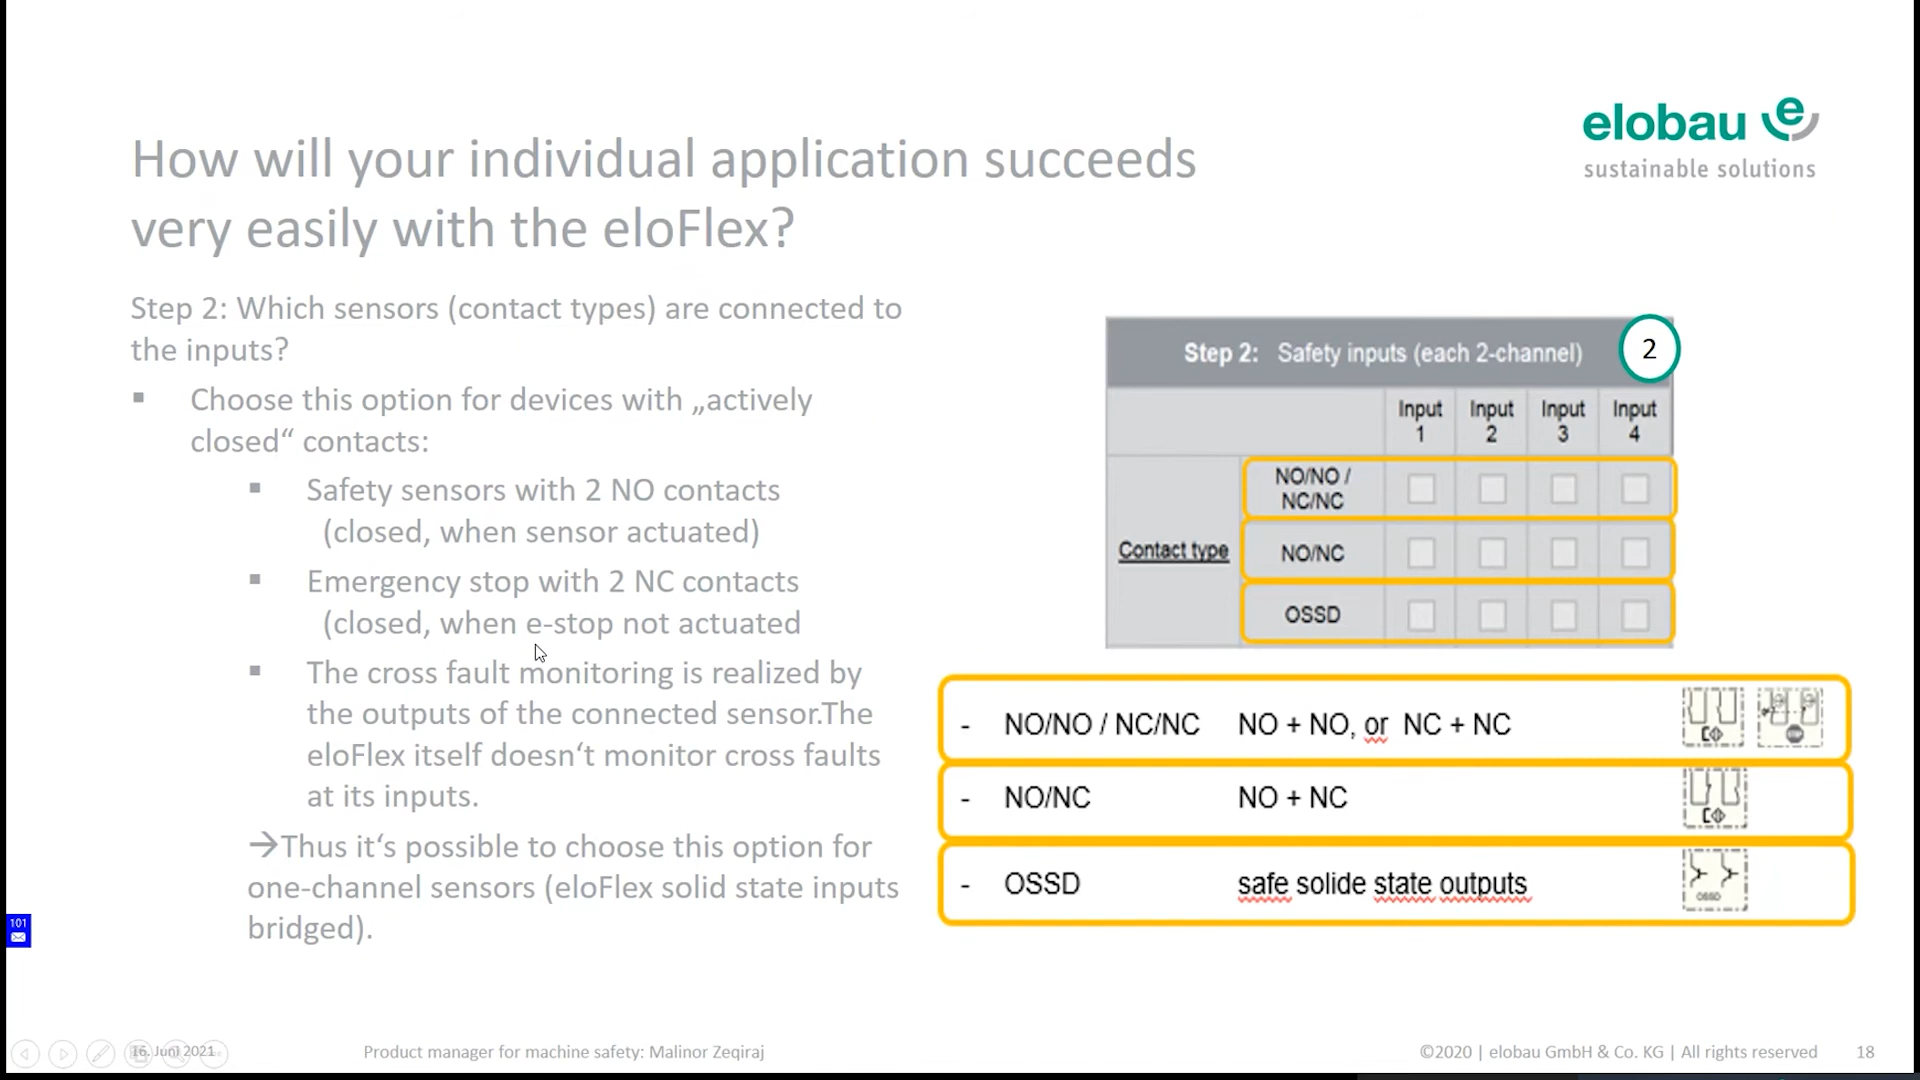 elobau e
sustainable solutions
How will your individual application succeeds
very easily with the eloFlex?
Step 2: Which sensors (contact types) are connected to
the inputs?
▪ Choose this option for devices with „actively
closed“ contacts:
▪ Safety sensors with 2 NO contacts
(closed, when sensor actuated)
▪ Emergency stop with 2 NC contacts
(closed, when e-stop not actuated
▪ The cross fault monitoring is realized by
the outputs of the connected sensor.The
eloFlex itself doesn‘t monitor cross faults
at its inputs.
→Thus it‘s possible to choose this option for
one-channel sensors (eloFlex solid state inputs
bridged).
Step 2: Safety inputs (each 2-channel) 2
Input 1 Input 2 Input 3 Input 4
Contact type
NO/NO /
NC/NC
NO/NC
OSSD
- NO/NO / NC/NC NO + NO, or NC + NC
- NO/NC NO + NC
- OSSD safe solide state outputs
OSSD
101
16. Juni 2021 Product manager for machine safety: Malinor Zeqiraj ©2020 | elobau GmbH & Co. KG | All rights reserved 18